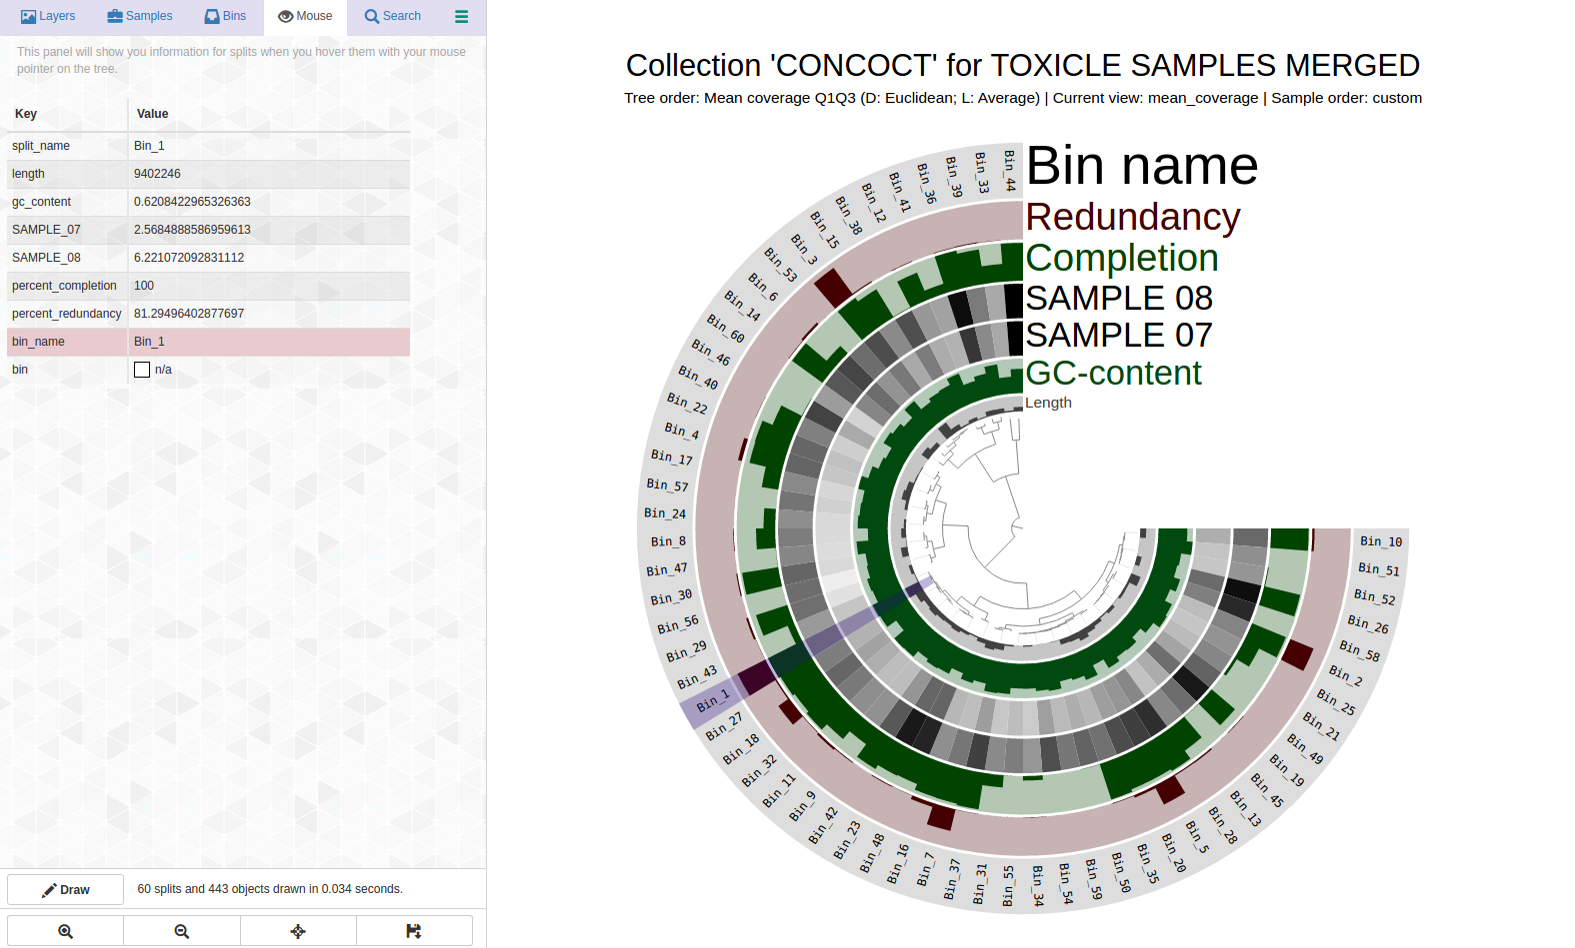 Layers Samples Bins Mouse Search
This panel will show you information for splits when you hover them with your mouse
pointer on the tree.
Key Value
split_name Bin_1
length 9402246
gc_content 0.6208422965326363
SAMPLE_07 2.5684888586959613
SAMPLE_08 6.221072092831112
percent_completion 100
percent_redundancy 81.29496402877697
bin_name Bin_1
bin n/a
Draw 60 splits and 443 objects drawn in 0.034 seconds.
Collection 'CONCOCT' for TOXICLE SAMPLES MERGED
Tree order: Mean coverage Q1Q3 (D: Euclidean; L: Average) | Current view: mean_coverage | Sample order: custom
Bin name
Redundancy
Completion
SAMPLE 08
SAMPLE 07
GC-content
Length
Bin_44
Bin_33
Bin_39
Bin_36
Bin_41
Bin_12
Bin_38
Bin_15
Bin_3
Bin_53
Bin_6
Bin_14
Bin_60
Bin_46
Bin_40
Bin_22
Bin_4
Bin_17
Bin_57
Bin_24
Bin_8
Bin_47
Bin_30
Bin_56
Bin_29
Bin_43
Bin_1
Bin_27
Bin_18
Bin_32
Bin_11
Bin_9
Bin_42
Bin_23
Bin_48
Bin_16
Bin_7
Bin_37
Bin_31
Bin_55
Bin_34
Bin_54
Bin_59
Bin_50
Bin_35
Bin_20
Bin_5
Bin_28
Bin_13
Bin_45
Bin_19
Bin_49
Bin_21
Bin_25
Bin_2
Bin_58
Bin_26
Bin_52
Bin_51
Bin_10